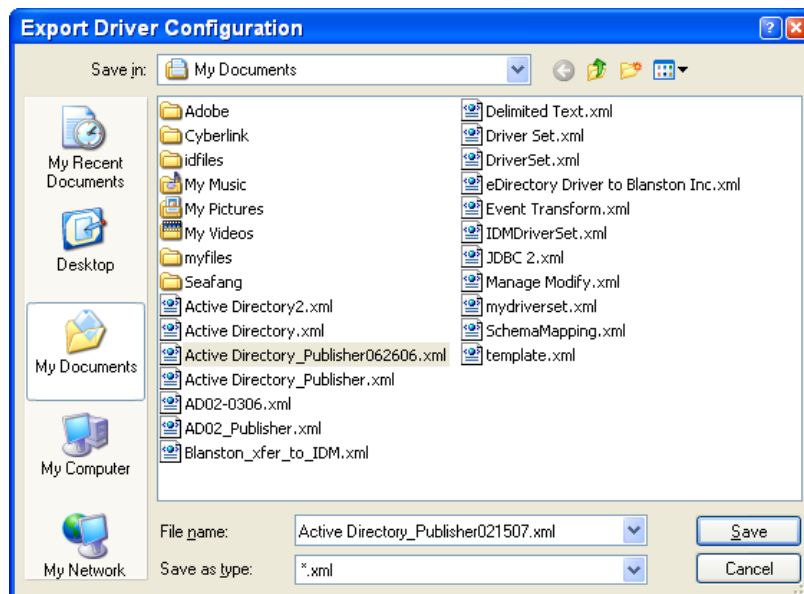 Export Driver Configuration
Save in:
My Documents
My Recent
Documents
Desktop
My Documents
My Computer
My Network
Adobe
Cyberlink
idfiles
My Music
My Pictures
My Videos
myfiles
Seafang
Active Directory2.xml
Active Directory.xml
Active Directory_Publisher062606.xml
Active Directory_Publisher.xml
AD02-0306.xml
AD02_Publisher.xml
Blanston_xfer_to_IDM.xml
Delimited Text.xml
Driver Set.xml
DriverSet.xml
eDirectory Driver to Blanston Inc.xml
Event Transform.xml
IDMDriverSet.xml
JDBC 2.xml
Manage Modify.xml
mydriverset.xml
SchemaMapping.xml
template.xml
File name:
Active Directory_Publisher021507.xml
Save
Save as type:
*.xml
Cancel